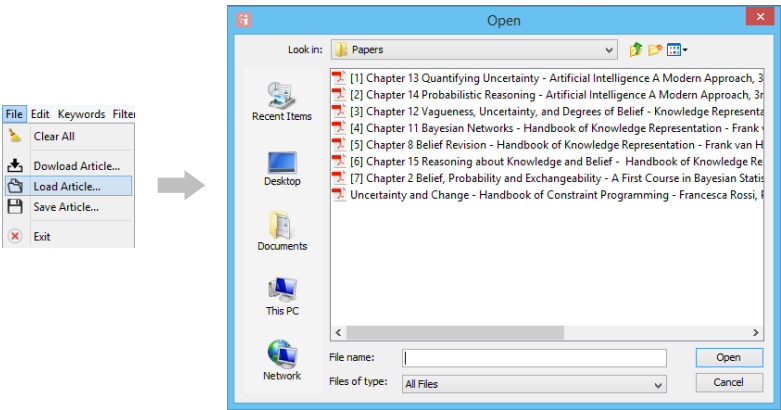 File Edit Keywords Filter
Clear All
Dowload Article...
Load Article...
Save Article...
Exit
Open
Look in: Papers
Recent Items
Desktop
Documents
This PC
Network
[1] Chapter 13 Quantifying Uncertainty - Artificial Intelligence A Modern Approach, 3
[2] Chapter 14 Probabilistic Reasoning - Artificial Intelligence A Modern Approach, 3r
[3] Chapter 12 Vagueness, Uncertainty, and Degrees of Belief - Knowledge Representa
[4] Chapter 11 Bayesian Networks - Handbook of Knowledge Representation - Frank v
[5] Chapter 8 Belief Revision - Handbook of Knowledge Representation - Frank van H
[6] Chapter 15 Reasoning about Knowledge and Belief - Handbook of Knowledge Re
[7] Chapter 2 Belief, Probability and Exchangeability - A First Course in Bayesian Statis
Uncertainty and Change - Handbook of Constraint Programming - Francesca Rossi, P
File name:
Open
Files of type: All Files
Cancel